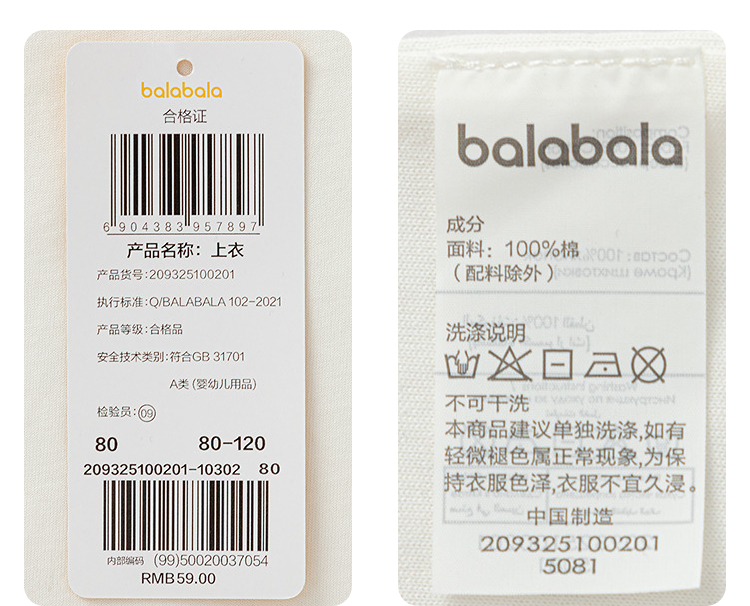 balabala
合格证
6 904383 957897
产品名称：上衣
产品货号:209325100201
执行标准:Q/BALABALA 102-2021
产品等级:合格品
安全技术类别:符合GB 31701
A类 (婴幼儿用品)
检验员:09
80 80-120
209325100201-10302 80
内部编码 (99)50020037054
RMB59.00
balabala
成分
面料：100%棉
（配料除外）
洗涤说明
不可干洗
本商品建议单独洗涤,如有
轻微褪色属正常现象,为保
持衣服色泽,衣服不宜久浸。
中国制造
209325100201
5081